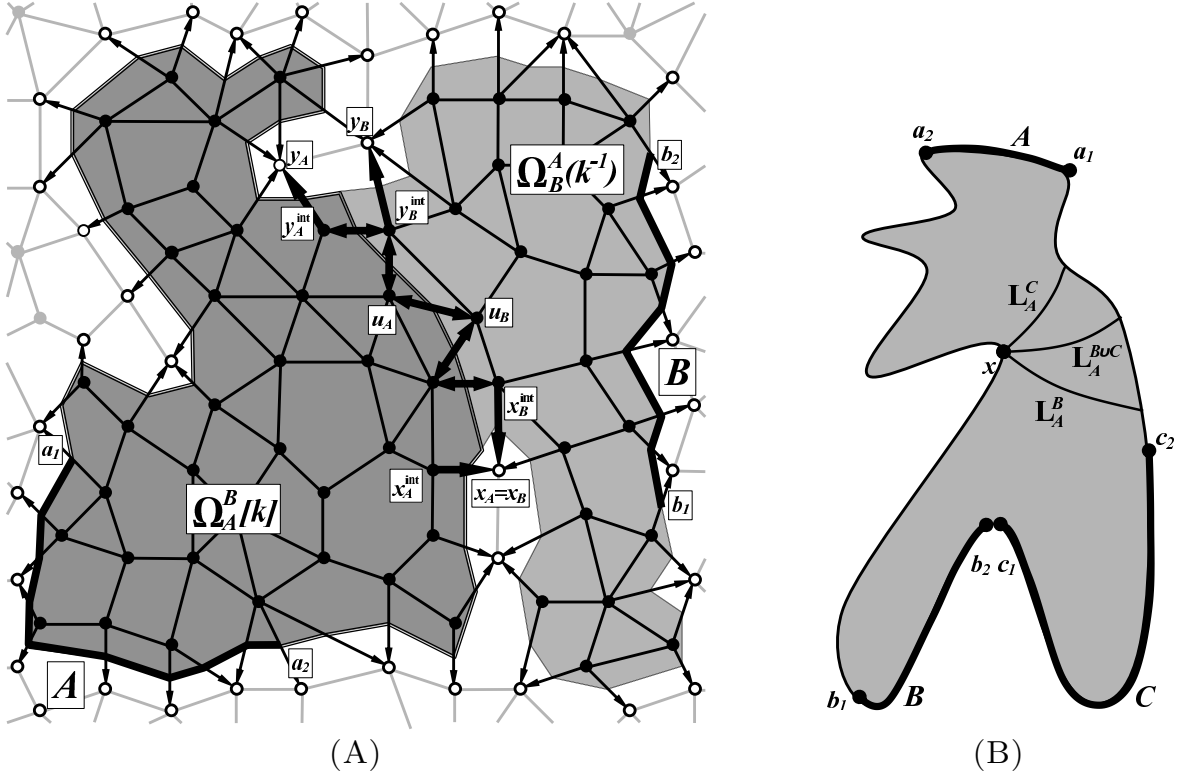 y_B
y_A
b_2
Ω_B^A(k^{-1})
y_A^{int}
y_B^{int}
u_A
u_B
B
x_B^{int}
a_1
x_A^{int}
x_A=x_B
b_1
Ω_A^B[k]
A
a_2
(A)
a_2
A
a_1
L_A^C
x
L_A^{B∪C}
L_A^B
c_2
b_2
c_1
b_1
B
C
(B)